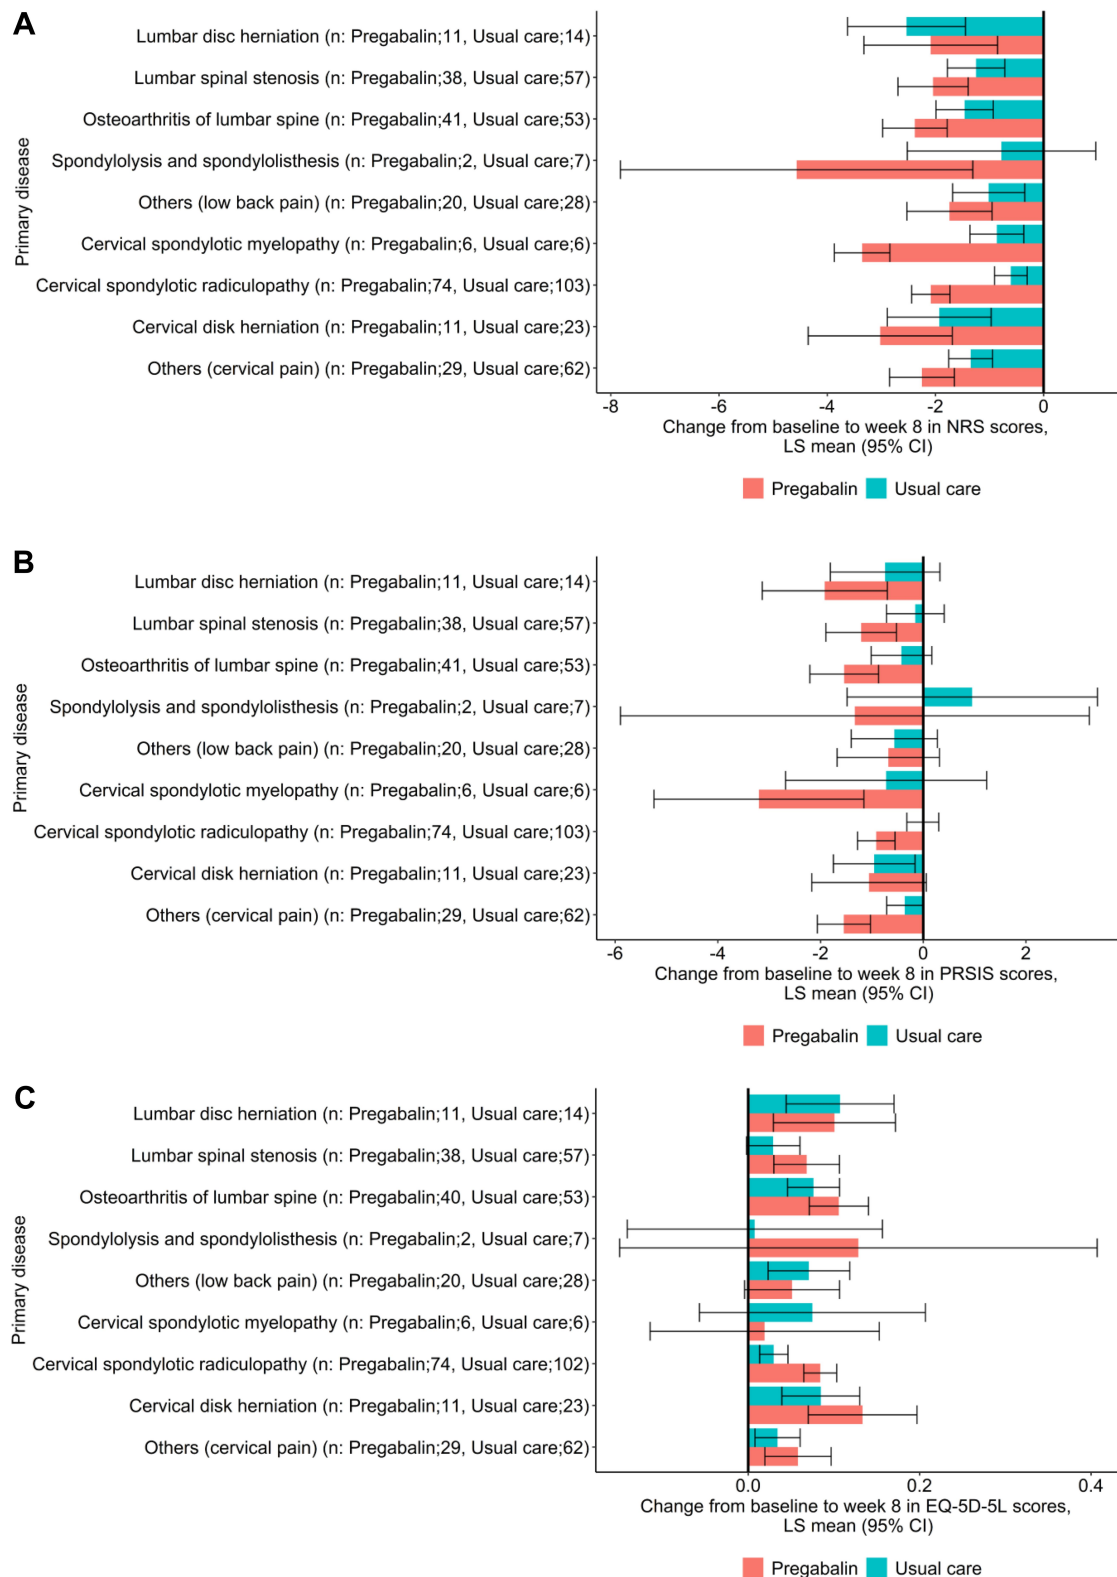 A
Primary disease
Lumbar disc herniation (n: Pregabalin;11, Usual care;14)
Lumbar spinal stenosis (n: Pregabalin;38, Usual care;57)
Osteoarthritis of lumbar spine (n: Pregabalin;41, Usual care;53)
Spondylolysis and spondylolisthesis (n: Pregabalin;2, Usual care;7)
Others (low back pain) (n: Pregabalin;20, Usual care;28)
Cervical spondylotic myelopathy (n: Pregabalin;6, Usual care;6)
Cervical spondylotic radiculopathy (n: Pregabalin;74, Usual care;103)
Cervical disk herniation (n: Pregabalin;11, Usual care;23)
Others (cervical pain) (n: Pregabalin;29, Usual care;62)
-8 -6 -4 -2 0
Change from baseline to week 8 in NRS scores,
LS mean (95% CI)
Pregabalin Usual care
B
Primary disease
Lumbar disc herniation (n: Pregabalin;11, Usual care;14)
Lumbar spinal stenosis (n: Pregabalin;38, Usual care;57)
Osteoarthritis of lumbar spine (n: Pregabalin;41, Usual care;53)
Spondylolysis and spondylolisthesis (n: Pregabalin;2, Usual care;7)
Others (low back pain) (n: Pregabalin;20, Usual care;28)
Cervical spondylotic myelopathy (n: Pregabalin;6, Usual care;6)
Cervical spondylotic radiculopathy (n: Pregabalin;74, Usual care;103)
Cervical disk herniation (n: Pregabalin;11, Usual care;23)
Others (cervical pain) (n: Pregabalin;29, Usual care;62)
-6 -4 -2 0 2
Change from baseline to week 8 in PRSIS scores,
LS mean (95% CI)
Pregabalin Usual care
C
Primary disease
Lumbar disc herniation (n: Pregabalin;11, Usual care;14)
Lumbar spinal stenosis (n: Pregabalin;38, Usual care;57)
Osteoarthritis of lumbar spine (n: Pregabalin;40, Usual care;53)
Spondylolysis and spondylolisthesis (n: Pregabalin;2, Usual care;7)
Others (low back pain) (n: Pregabalin;20, Usual care;28)
Cervical spondylotic myelopathy (n: Pregabalin;6, Usual care;6)
Cervical spondylotic radiculopathy (n: Pregabalin;74, Usual care;102)
Cervical disk herniation (n: Pregabalin;11, Usual care;23)
Others (cervical pain) (n: Pregabalin;29, Usual care;62)
0.0 0.2 0.4
Change from baseline to week 8 in EQ-5D-5L scores,
LS mean (95% CI)
Pregabalin Usual care